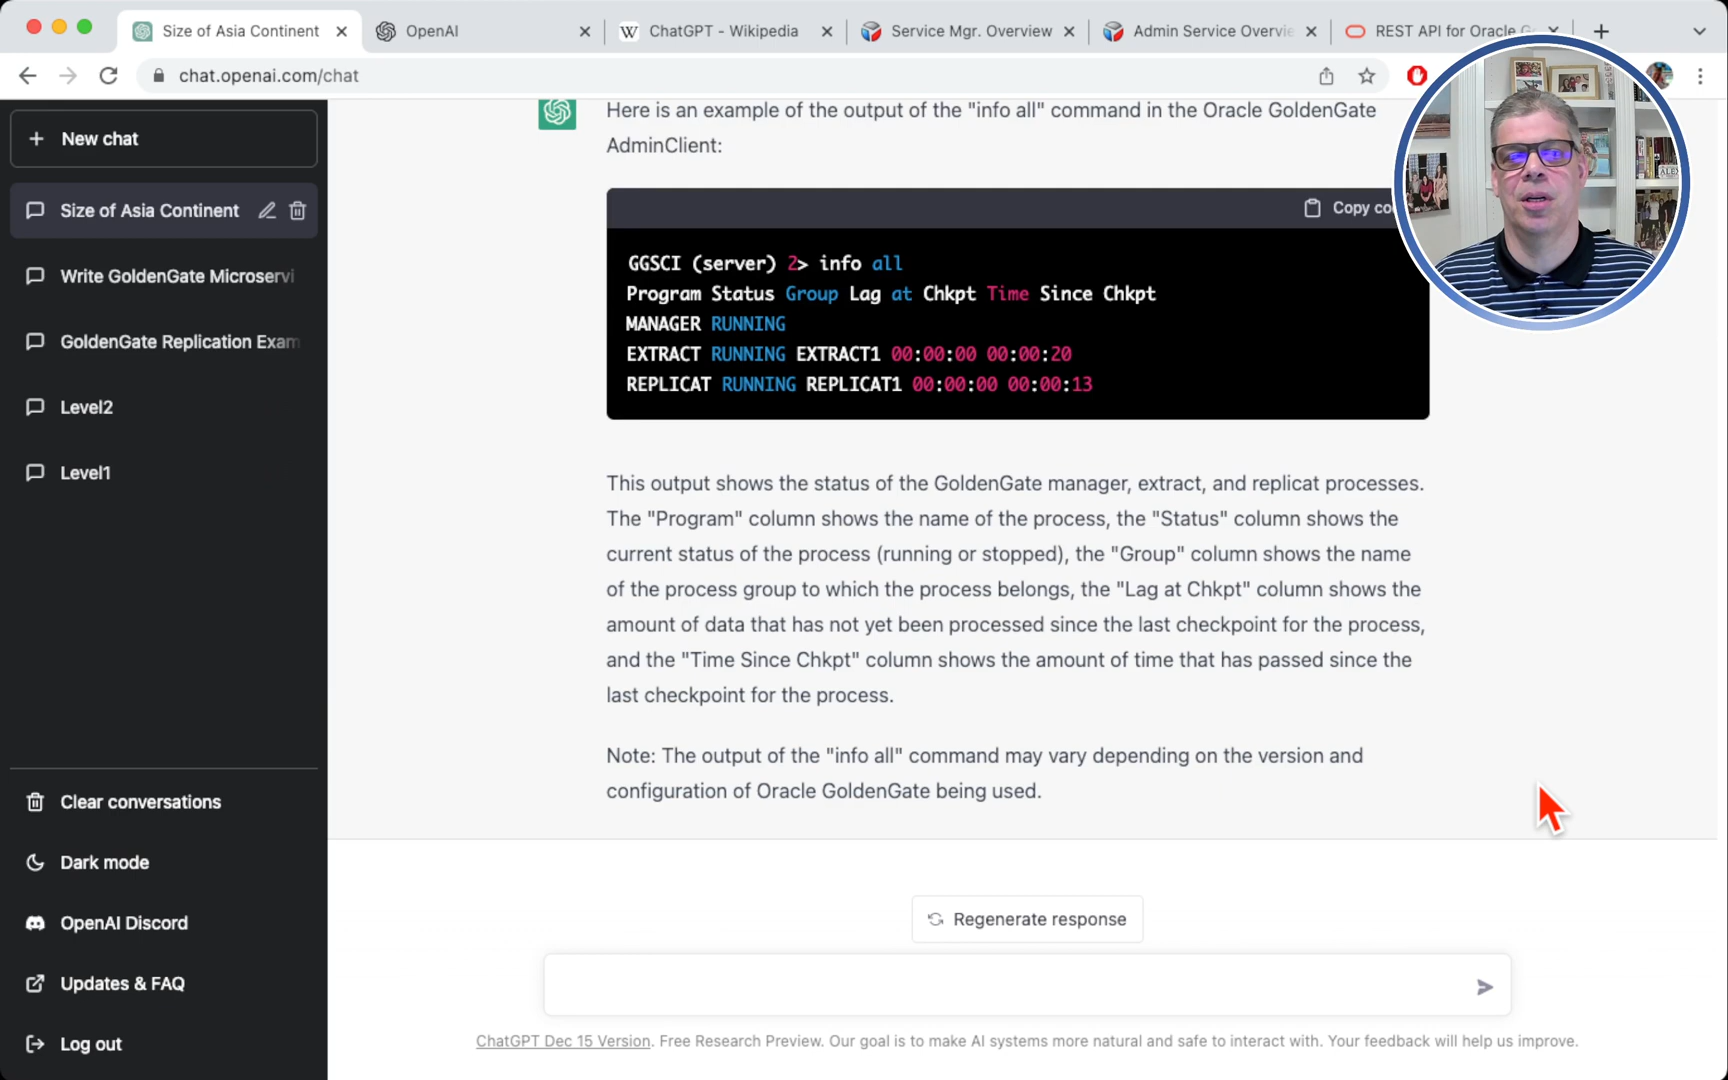 Size of Asia Continent
OpenAI
ChatGPT - Wikipedia
Service Mgr. Overview
Admin Service Overvie
REST API for Oracle G
chat.openai.com/chat
New chat
Size of Asia Continent
Write GoldenGate Microservi
GoldenGate Replication Exam
Level2
Level1
Clear conversations
Dark mode
OpenAI Discord
Updates & FAQ
Log out
Here is an example of the output of the "info all" command in the Oracle GoldenGate
AdminClient:
Copy co
GGSCI (server) 2> info all
Program Status Group Lag at Chkpt Time Since Chkpt
MANAGER RUNNING
EXTRACT RUNNING EXTRACT1 00:00:00 00:00:20
REPLICAT RUNNING REPLICAT1 00:00:00 00:00:13
This output shows the status of the GoldenGate manager, extract, and replicat processes.
The "Program" column shows the name of the process, the "Status" column shows the
current status of the process (running or stopped), the "Group" column shows the name
of the process group to which the process belongs, the "Lag at Chkpt" column shows the
amount of data that has not yet been processed since the last checkpoint for the process,
and the "Time Since Chkpt" column shows the amount of time that has passed since the
last checkpoint for the process.
Note: The output of the "info all" command may vary depending on the version and
configuration of Oracle GoldenGate being used.
Regenerate response
ChatGPT Dec 15 Version. Free Research Preview. Our goal is to make AI systems more natural and safe to interact with. Your feedback will help us improve.